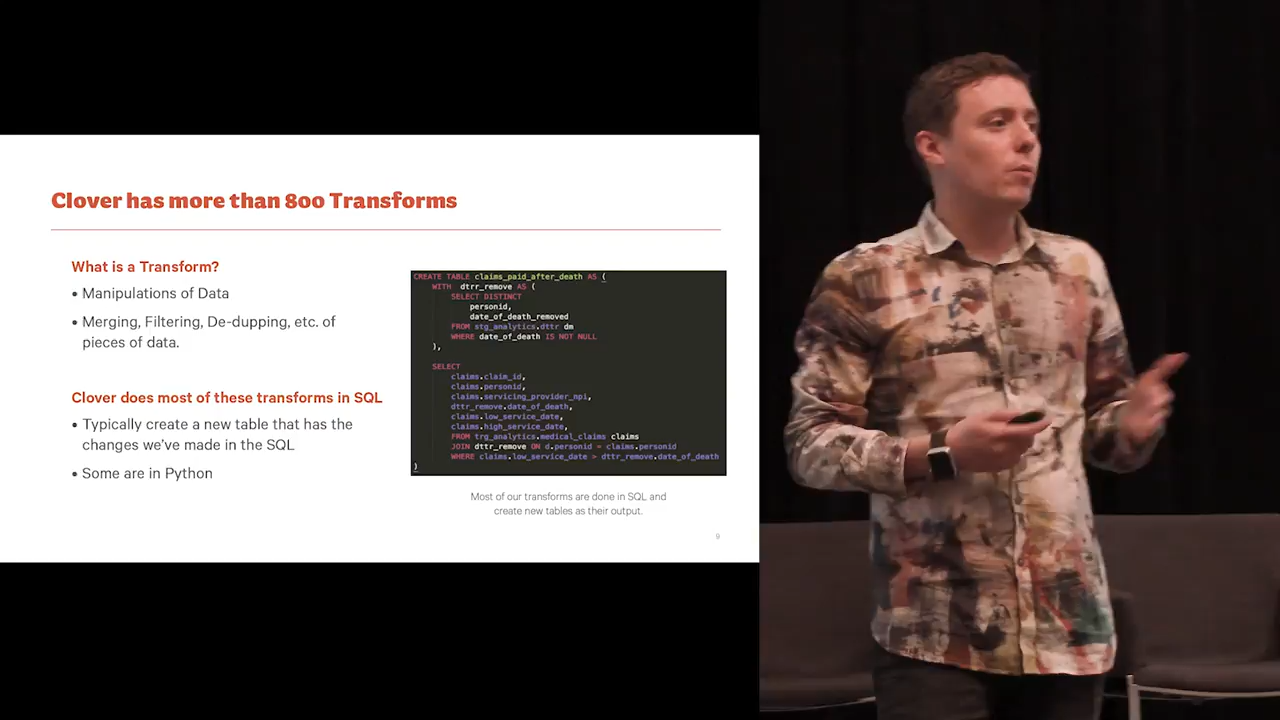 Clover has more than 800 Transforms
What is a Transform?
• Manipulations of Data
• Merging, Filtering, De-dupping, etc. of
pieces of data.
Clover does most of these transforms in SQL
• Typically create a new table that has the
changes we've made in the SQL
• Some are in Python
CREATE TABLE claims_paid_after_death AS (
WITH dtrr_remove AS (
SELECT DISTINCT
personid,
date_of_death_removed
FROM stg_analytics.dttr dm
WHERE date_of_death IS NOT NULL
),
SELECT
claims.claim_id,
claims.personid,
claims.servicing_provider_npi,
dttr_remove.date_of_death,
claims.low_service_date,
claims.high_service_date,
FROM trg_analytics.medical_claims claims
JOIN dttr_remove ON d.personid = claims.personid
WHERE claims.low_service_date > dttr_remove.date_of_death
)
Most of our transforms are done in SQL and
create new tables as their output.
9